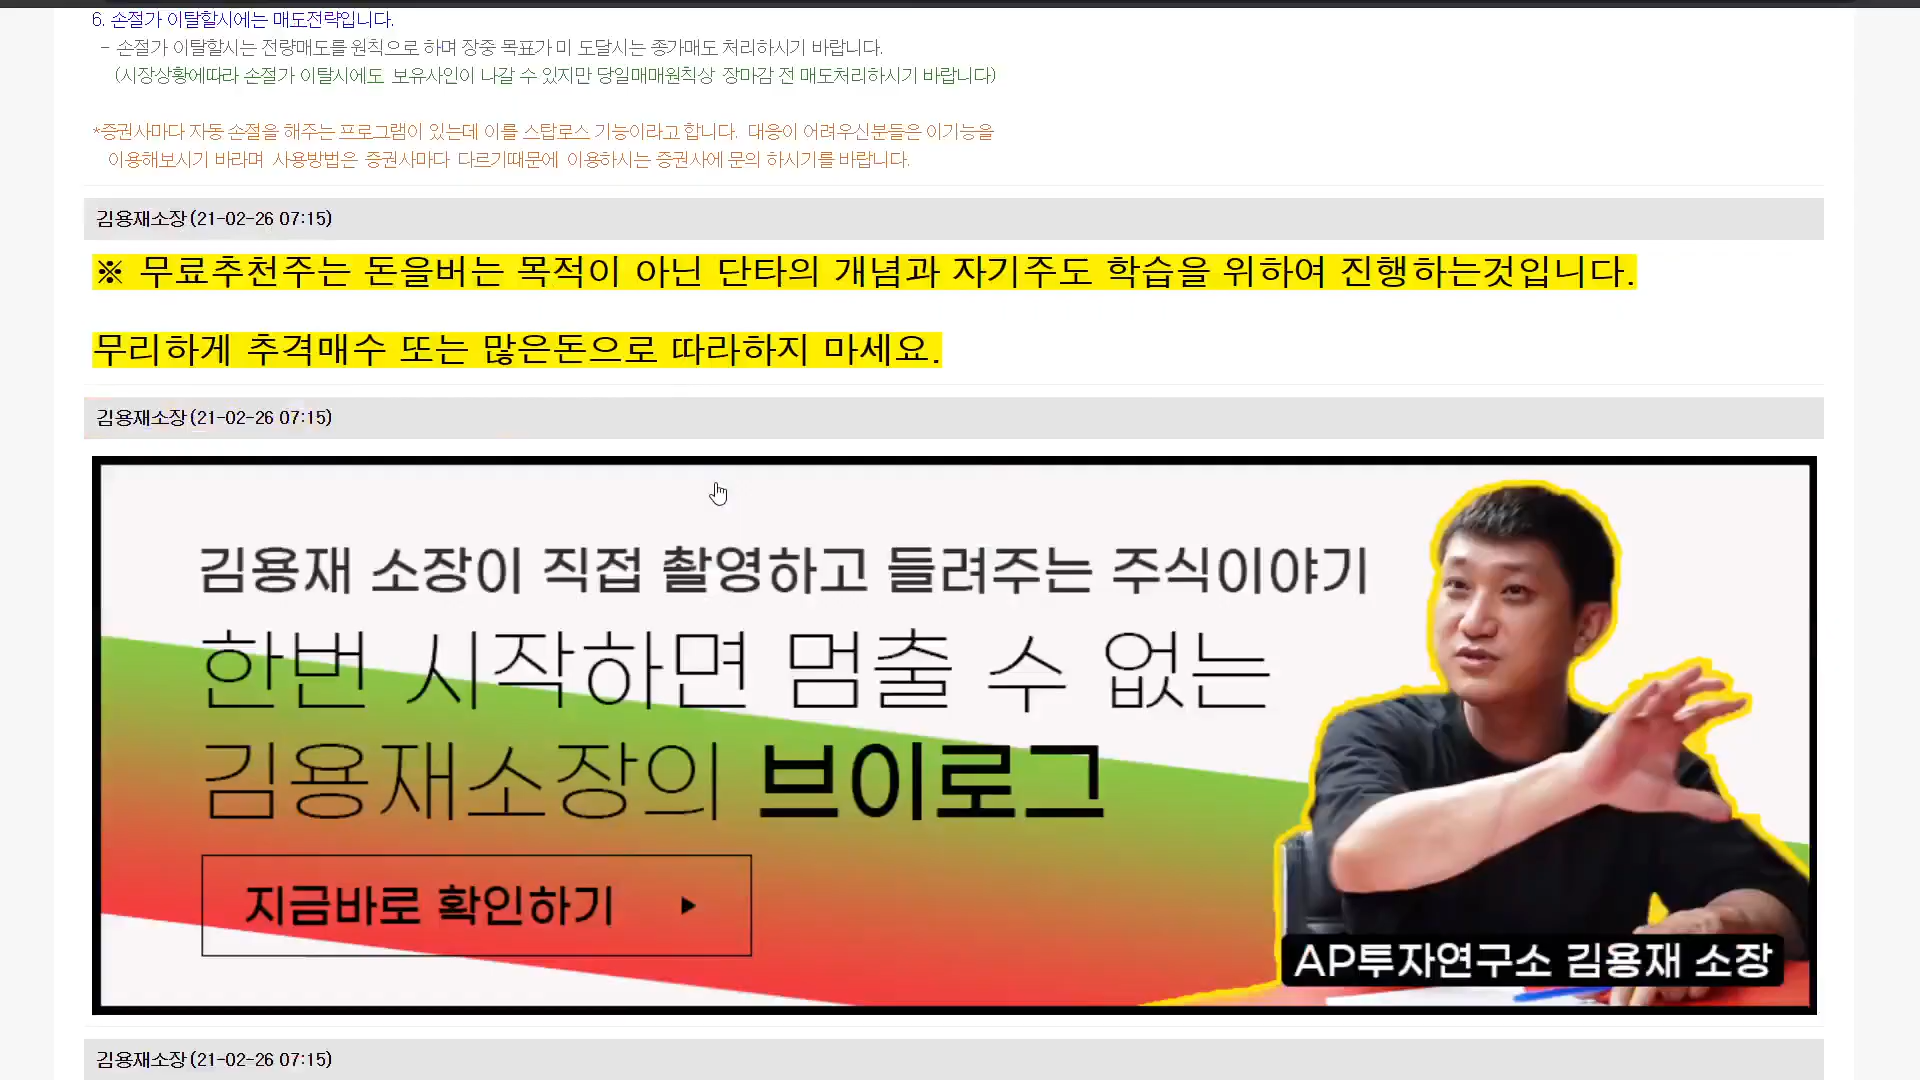 6. 손절가 이탈할시에는 매도전략입니다.
- 손절가 이탈할시는 전량매도를 원칙으로 하며 장중 목표가 미 도달시는 종가매도 처리하시기 바랍니다.
(시장상황에따라 손절가 이탈시에도 보유사인이 나갈 수 있지만 당일매매원칙상 장마감 전 매도처리하시기 바랍니다)
*증권사마다 자동 손절을 해주는 프로그램이 있는데 이를 스탑로스 기능이라고 합니다. 대응이 어려우신분들은 이기능을
이용해보시기 바라며 사용방법은 증권사마다 다르기때문에 이용하시는 증권사에 문의 하시기를 바랍니다.
김용재소장(21-02-26 07:15)
※ 무료추천주는 돈을버는 목적이 아닌 단타의 개념과 자기주도 학습을 위하여 진행하는것입니다.
무리하게 추격매수 또는 많은돈으로 따라하지 마세요.
김용재소장(21-02-26 07:15)
김용재 소장이 직접 촬영하고 들려주는 주식이야기
한번 시작하면 멈출 수 없는
김용재소장의 브이로그
지금바로 확인하기 ▶
AP투자연구소 김용재 소장
김용재소장(21-02-26 07:15)